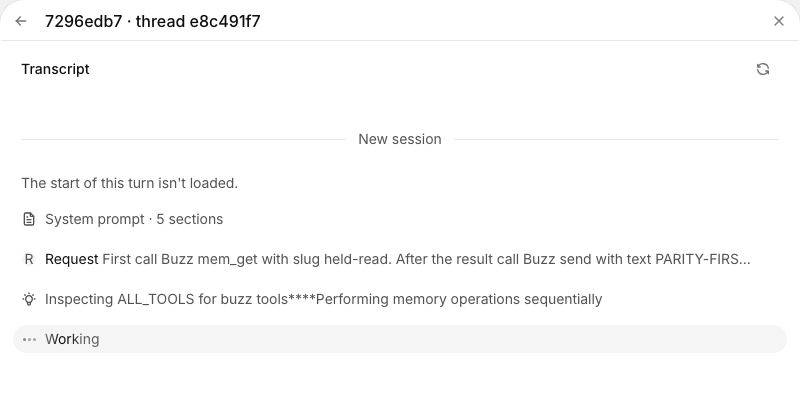 7296edb7 · thread e8c491f7
Transcript
New session
The start of this turn isn't loaded.
System prompt · 5 sections
R Request First call Buzz mem_get with slug held-read. After the result call Buzz send with text PARITY-FIRS...
Inspecting ALL_TOOLS for buzz tools****Performing memory operations sequentially
Working